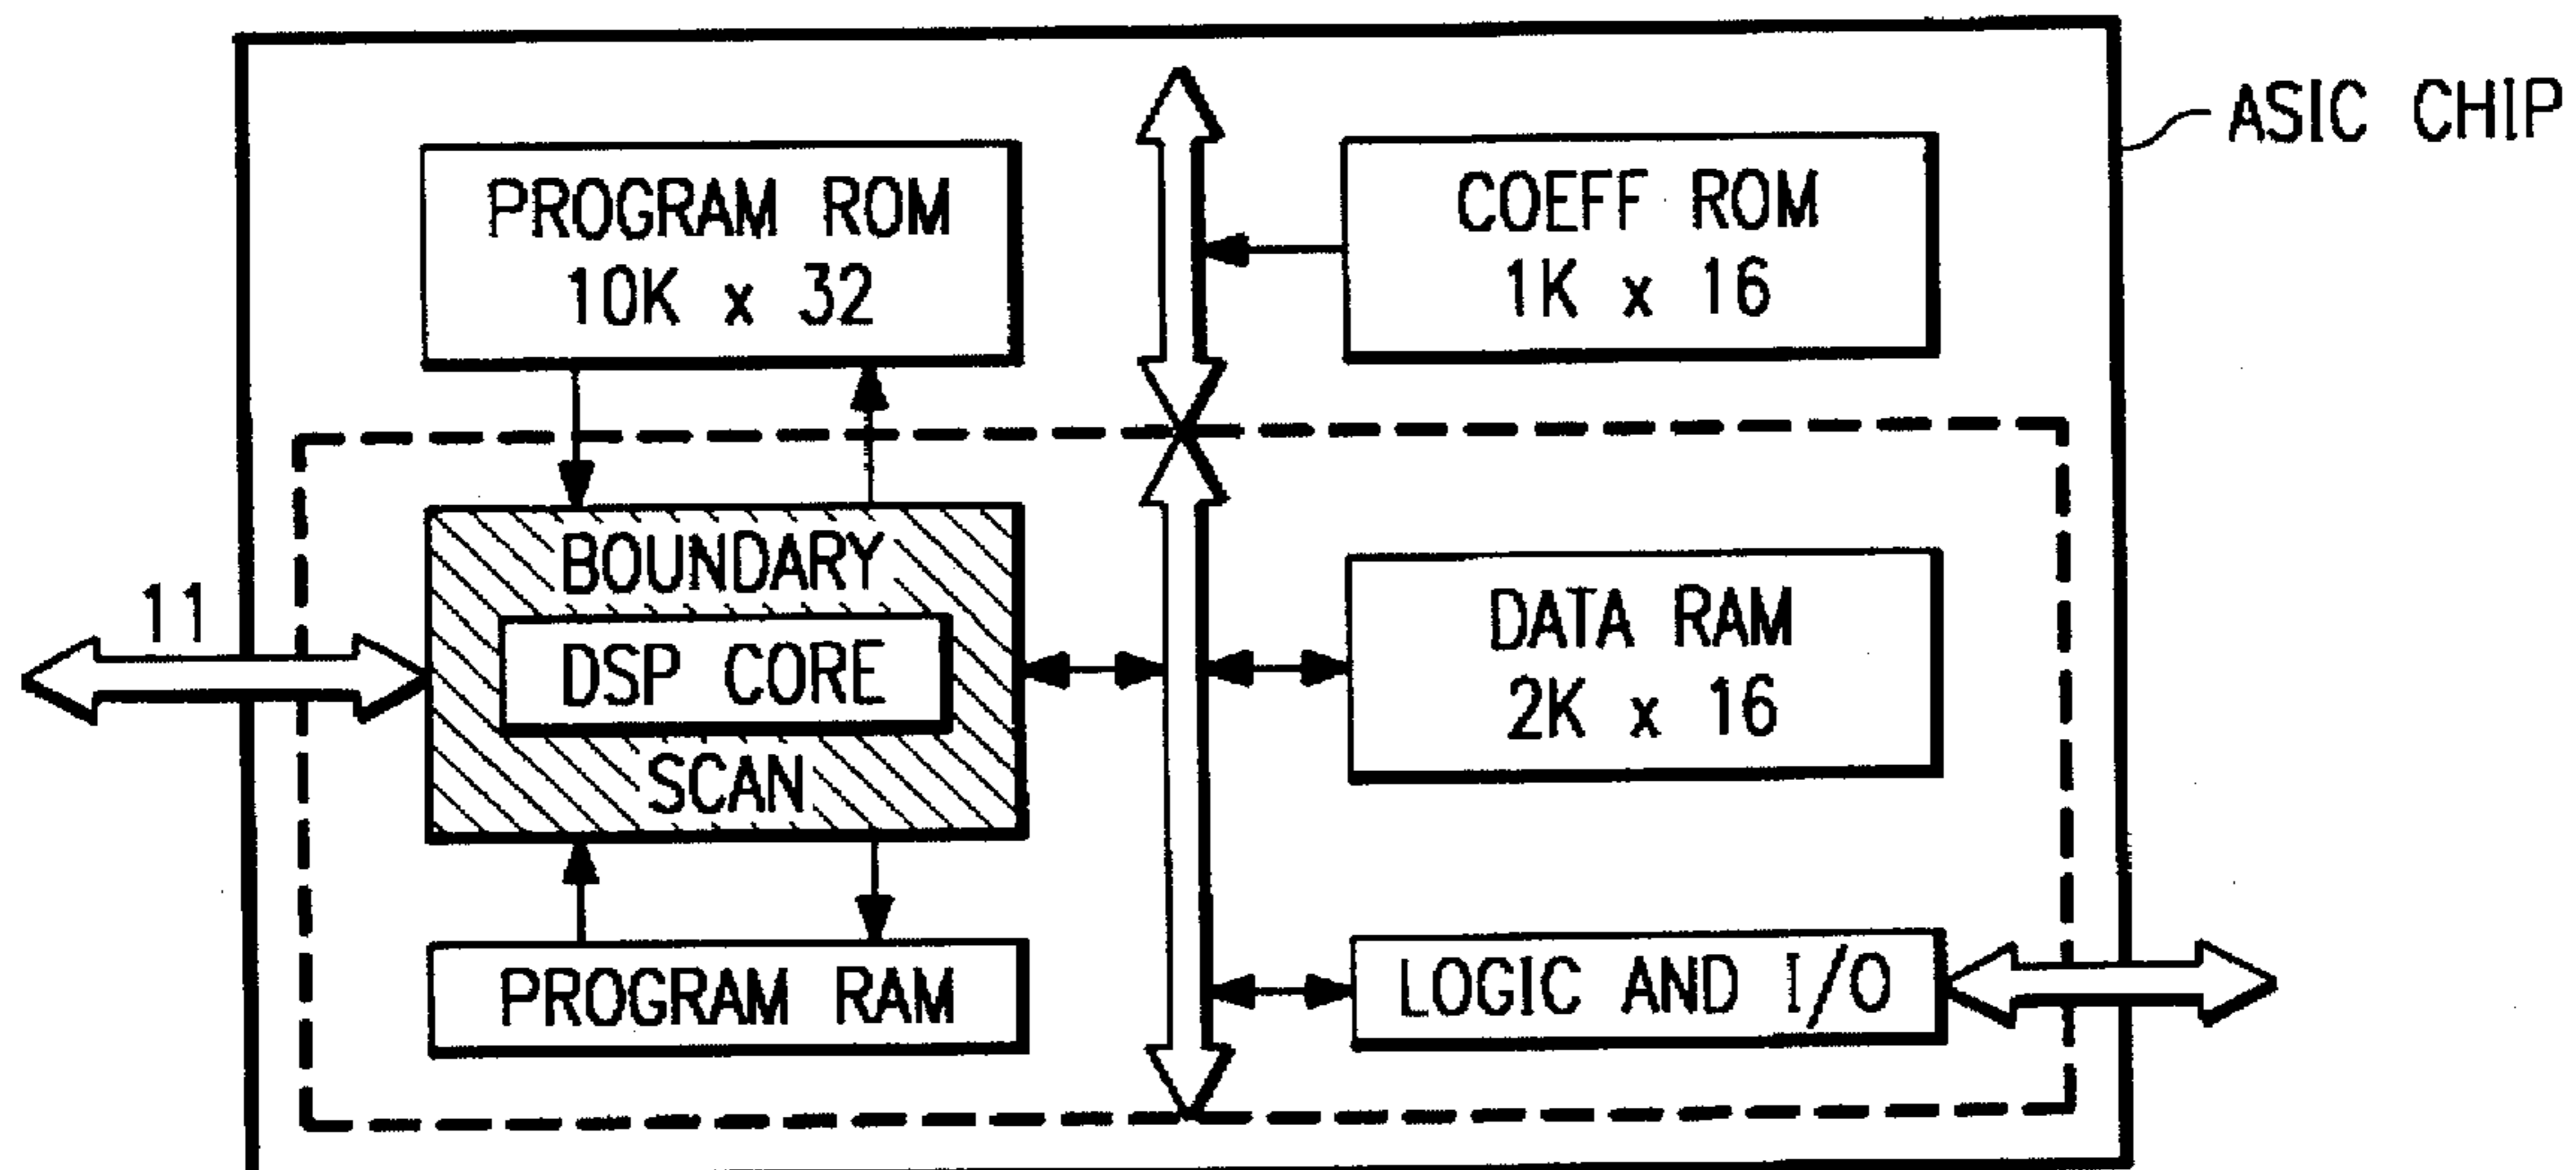 ASIC CHIP
PROGRAM ROM
10K x 32
COEFF ROM
1K x 16
11
BOUNDARY
DSP CORE
SCAN
DATA RAM
2K x 16
PROGRAM RAM
LOGIC AND I/O